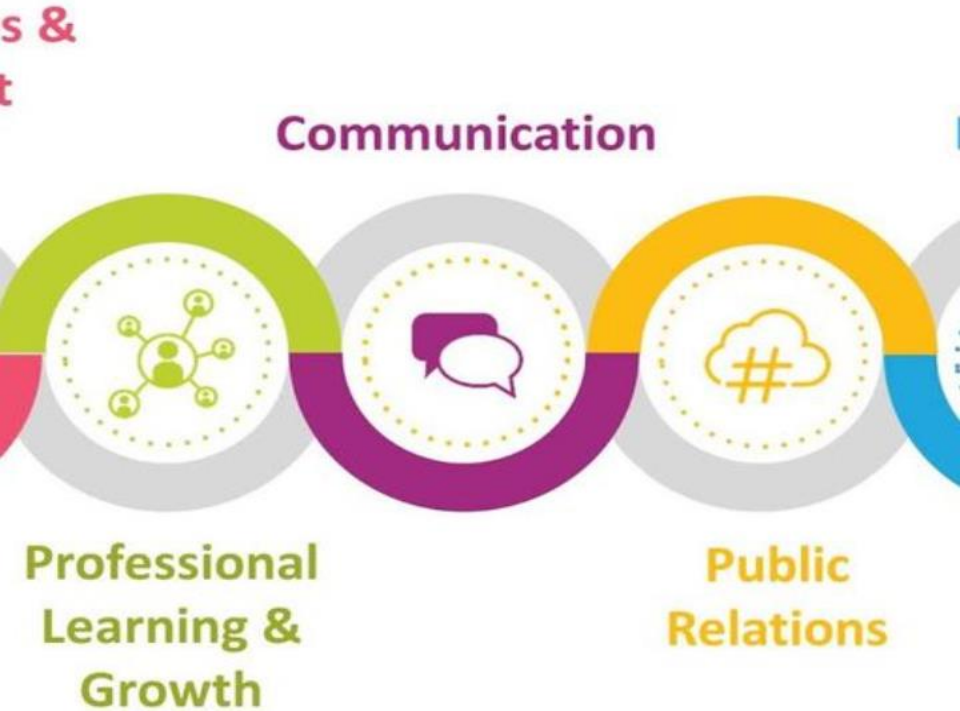 s &
t
Communication
Professional
Learning &
Growth
#
Public
Relations